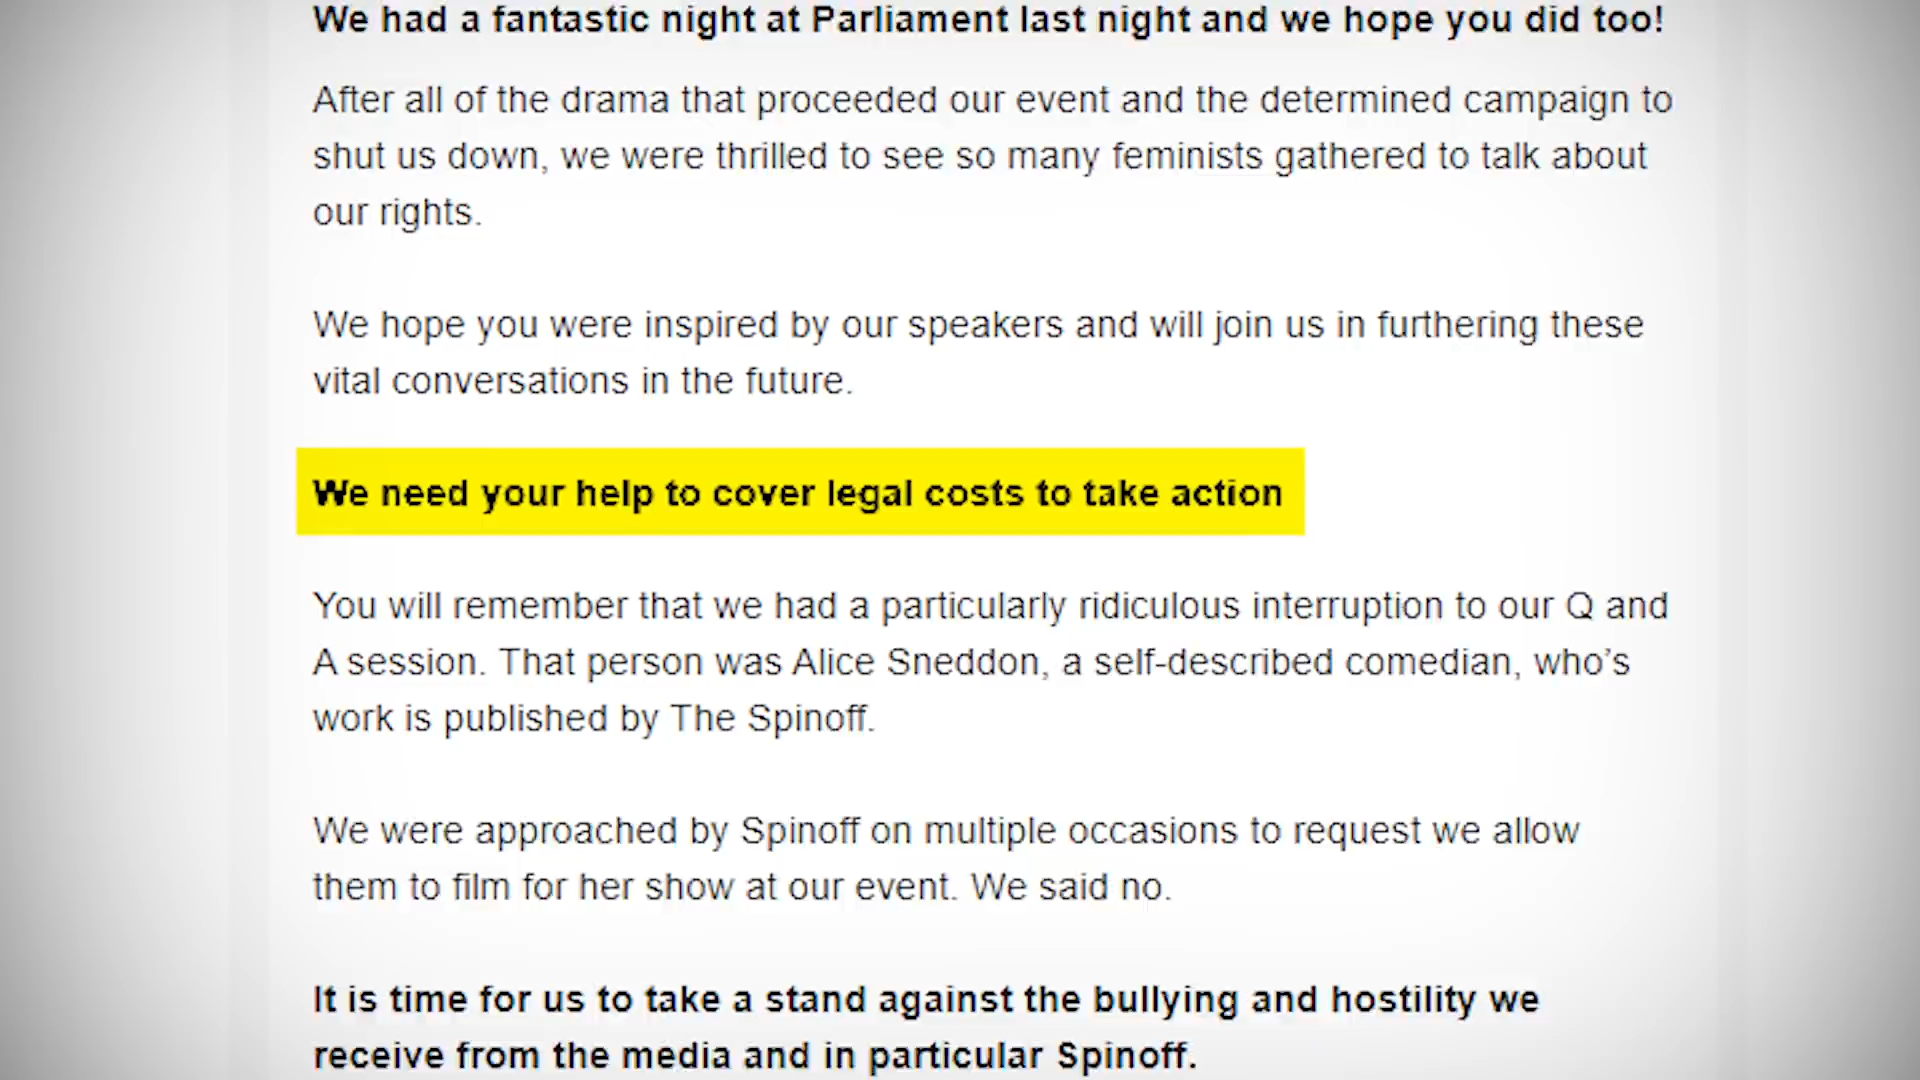 We had a fantastic night at Parliament last night and we hope you did too!
After all of the drama that proceeded our event and the determined campaign to
shut us down, we were thrilled to see so many feminists gathered to talk about
our rights.
We hope you were inspired by our speakers and will join us in furthering these
vital conversations in the future.
We need your help to cover legal costs to take action
You will remember that we had a particularly ridiculous interruption to our Q and
A session. That person was Alice Sneddon, a self-described comedian, who’s
work is published by The Spinoff.
We were approached by Spinoff on multiple occasions to request we allow
them to film for her show at our event. We said no.
It is time for us to take a stand against the bullying and hostility we
receive from the media and in particular Spinoff.